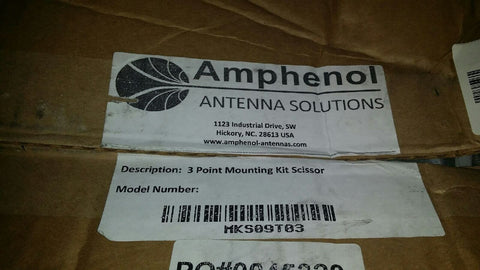 Amphenol
ANTENNA SOLUTIONS
1123 Industrial Drive, SW
Hickory, NC. 28613 USA
www.amphenol-antennas.com
Description: 3 Point Mounting Kit Scissor
Model Number:
MKS09T03